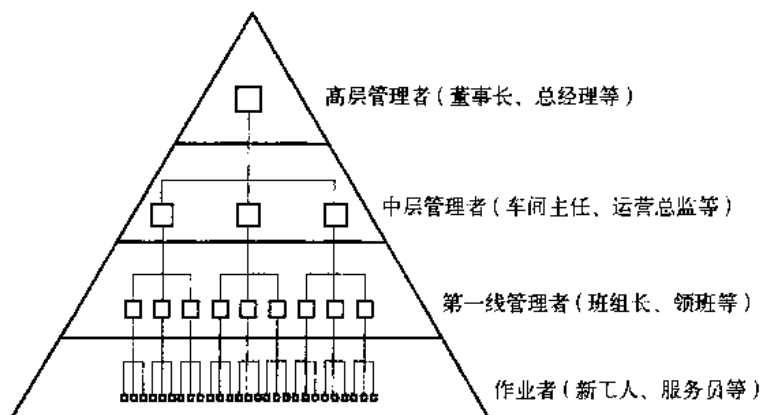 高层管理者(董事长、总经理等)
中层管理者(车间主任、运营总监等)
第一线管理者(班组长、领班等)
作业者(新工人、服务员等)